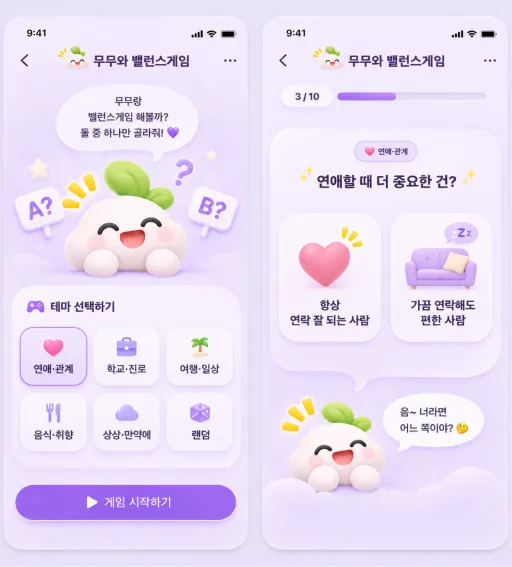 9:41
무무와 밸런스게임
무무랑
밸런스게임 해볼까?
둘 중 하나만 골라줘! 💜
?
A?
B?
테마 선택하기
연애·관계
학교·진로
여행·일상
음식·취향
상상·만약에
랜덤
게임 시작하기
9:41
무무와 밸런스게임
3 / 10
연애·관계
연애할 때 더 중요한 건?
Zz
항상
연락 잘 되는 사람
가끔 연락해도
편한 사람
음~ 너라면
어느 쪽이야? 🤔